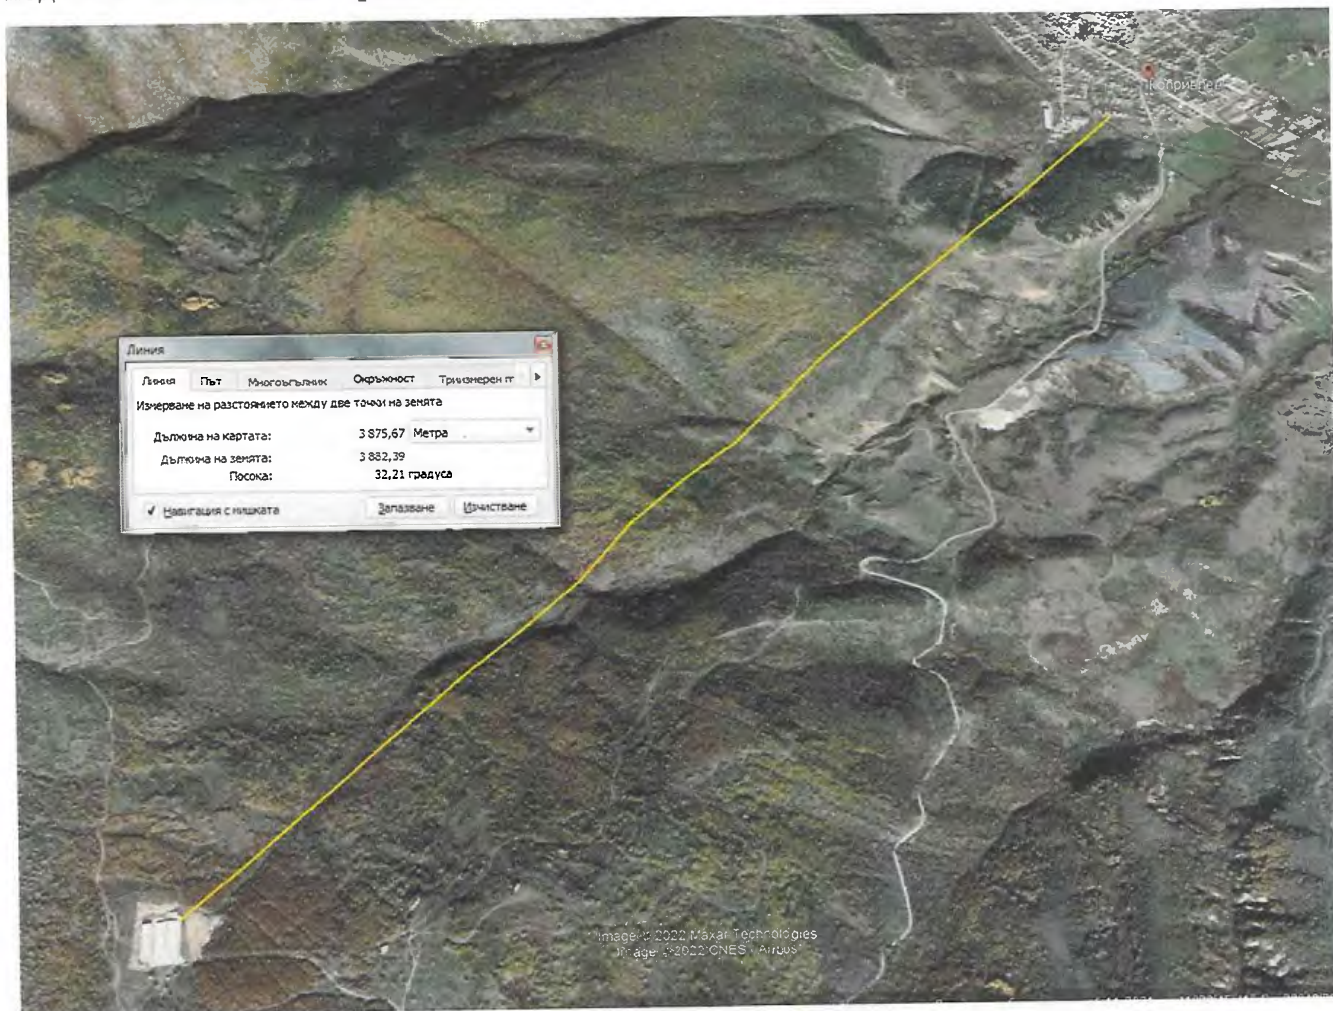 Линия
Линия Път Многоъгълник Окръжност Триизмерен п
Измерване на разстоянието между две точки на земята
Дължина на картата: 3 875,67 Метра
Дължина на земята: 3 882,39
Посока: 32,21 градуса
✓ Навигация с мишката Запазване Изчистване
Image © 2022 Maxar Technologies
Image © 2022 CNES / Airbus